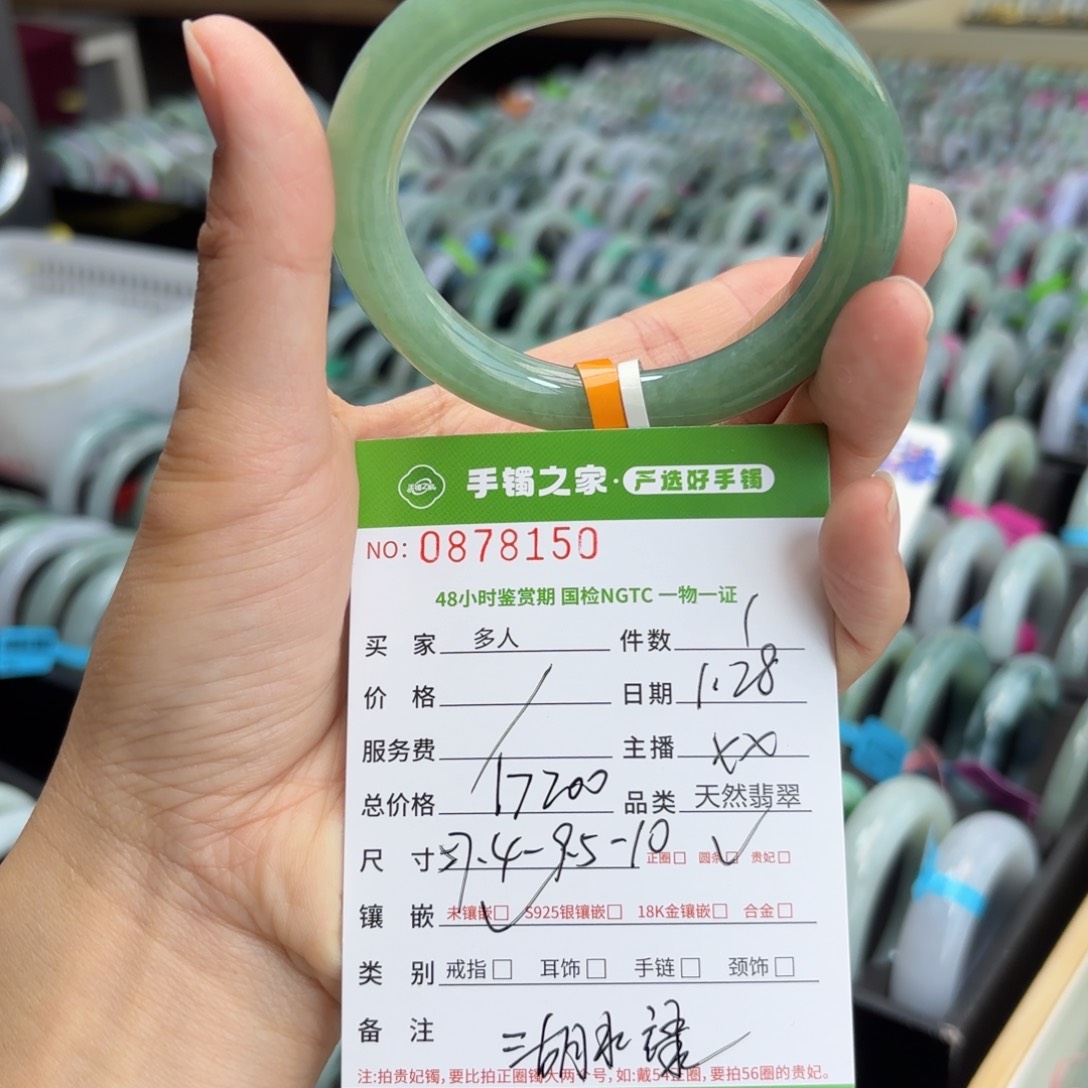 手镯之家·严选好手镯
NO: 0878150
48小时鉴赏期 国检NGTC 一物一证
买 家 多人 件数 1
价 格 日期 1.28
服务费 主播 XX
总价格 17200 品类 天然翡翠
尺 寸 57.4-9.5-10 正圈□ 圆条□ 贵妃□
镶 嵌 未镶嵌□ S925银镶嵌□ 18K金镶嵌□ 合金□
类 别 戒指□ 耳饰□ 手链□ 颈饰□
备 注
注:拍贵妃镯,要比拍正圈镯大两个号,如:戴54正圈,要拍56圈的贵妃。